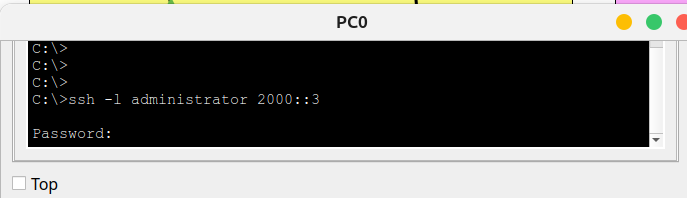 PC0
C:\>
C:\>
C:\>
C:\>ssh -l administrator 2000::3
Password:
Top